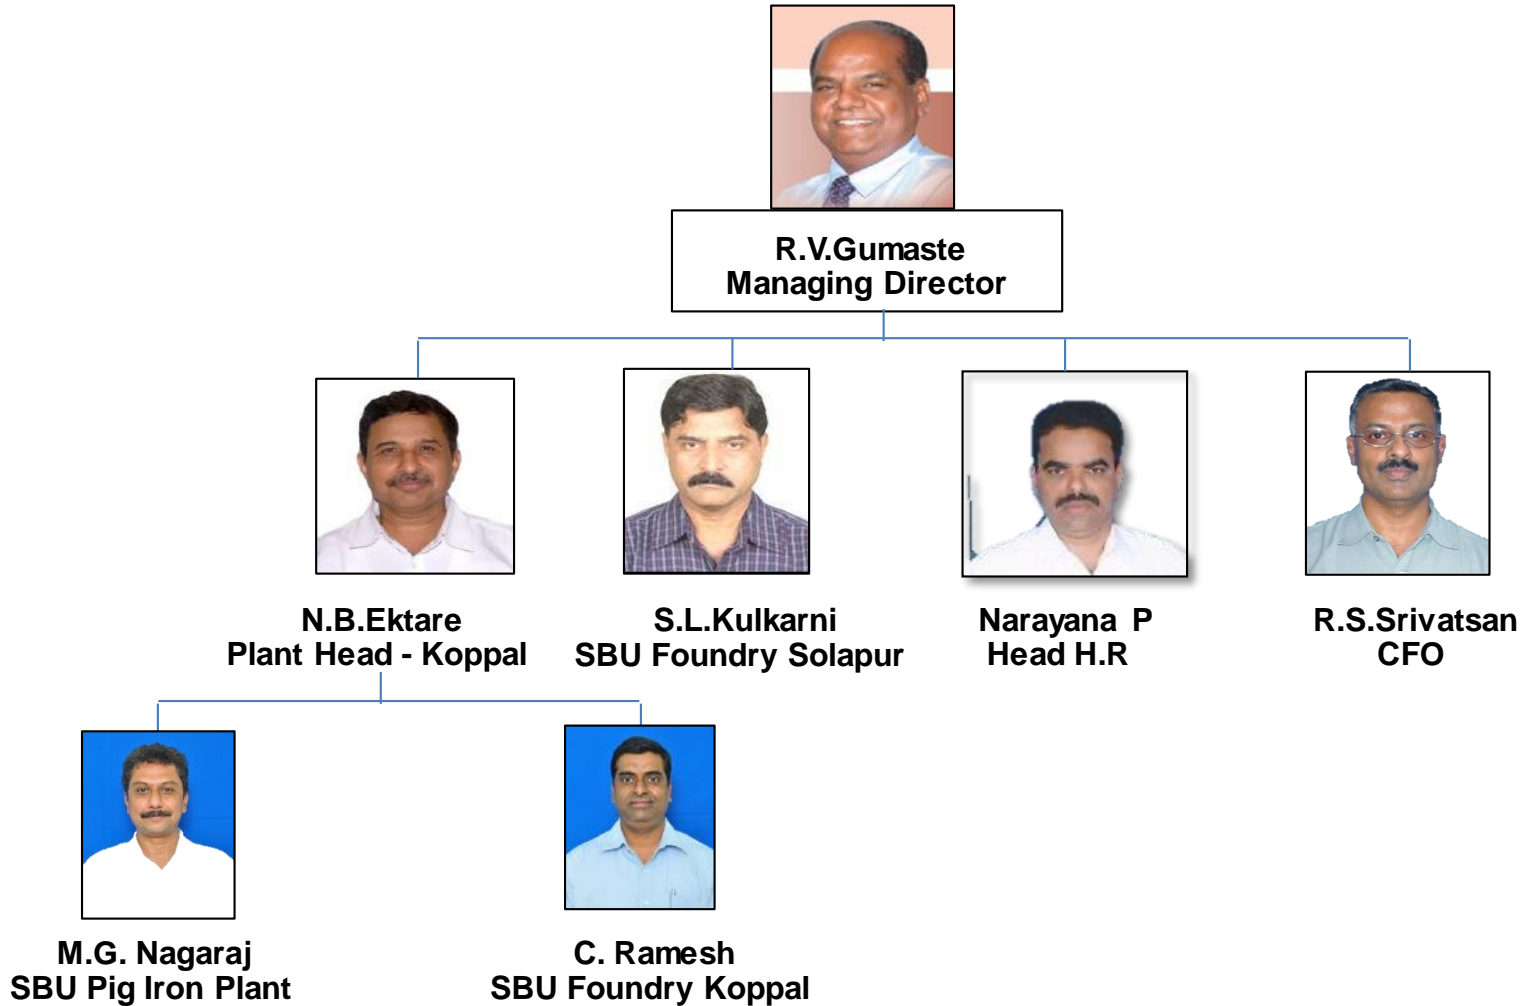 R.V.Gumaste
Managing Director
N.B.Ektare
Plant Head - Koppal
S.L.Kulkarni
SBU Foundry Solapur
Narayana P
Head H.R
R.S.Srivatsan
CFO
M.G. Nagaraj
SBU Pig Iron Plant
C. Ramesh
SBU Foundry Koppal